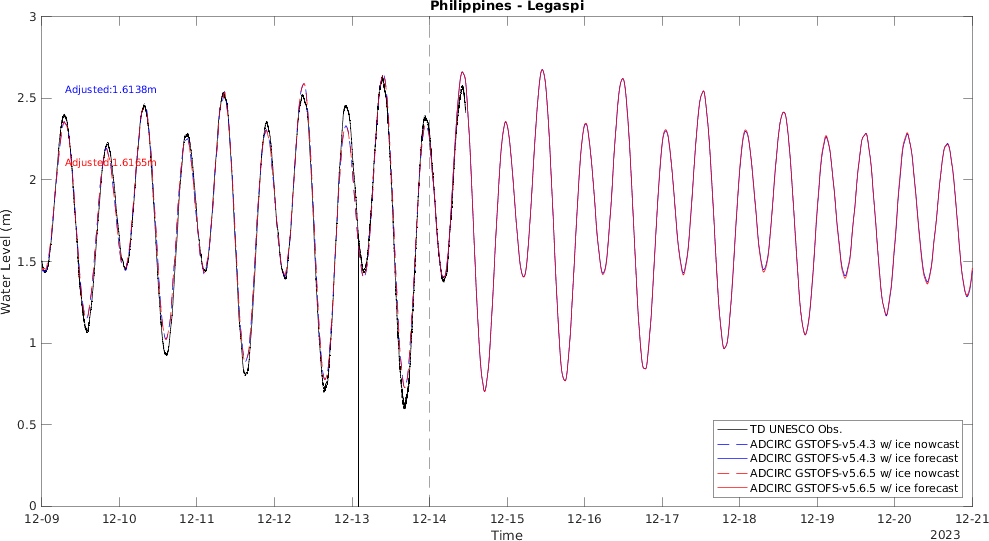 Philippines - Legaspi
3
2.5
2
1.5
1
0.5
0
Water Level (m)
Adjusted:1.6138m
Adjusted:1.6165m
TD UNESCO Obs.
ADCIRC GSTOFS-v5.4.3 w/ ice nowcast
ADCIRC GSTOFS-v5.4.3 w/ ice forecast
ADCIRC GSTOFS-v5.6.5 w/ ice nowcast
ADCIRC GSTOFS-v5.6.5 w/ ice forecast
12-09 12-10 12-11 12-12 12-13 12-14 12-15 12-16 12-17 12-18 12-19 12-20 12-21
Time
2023